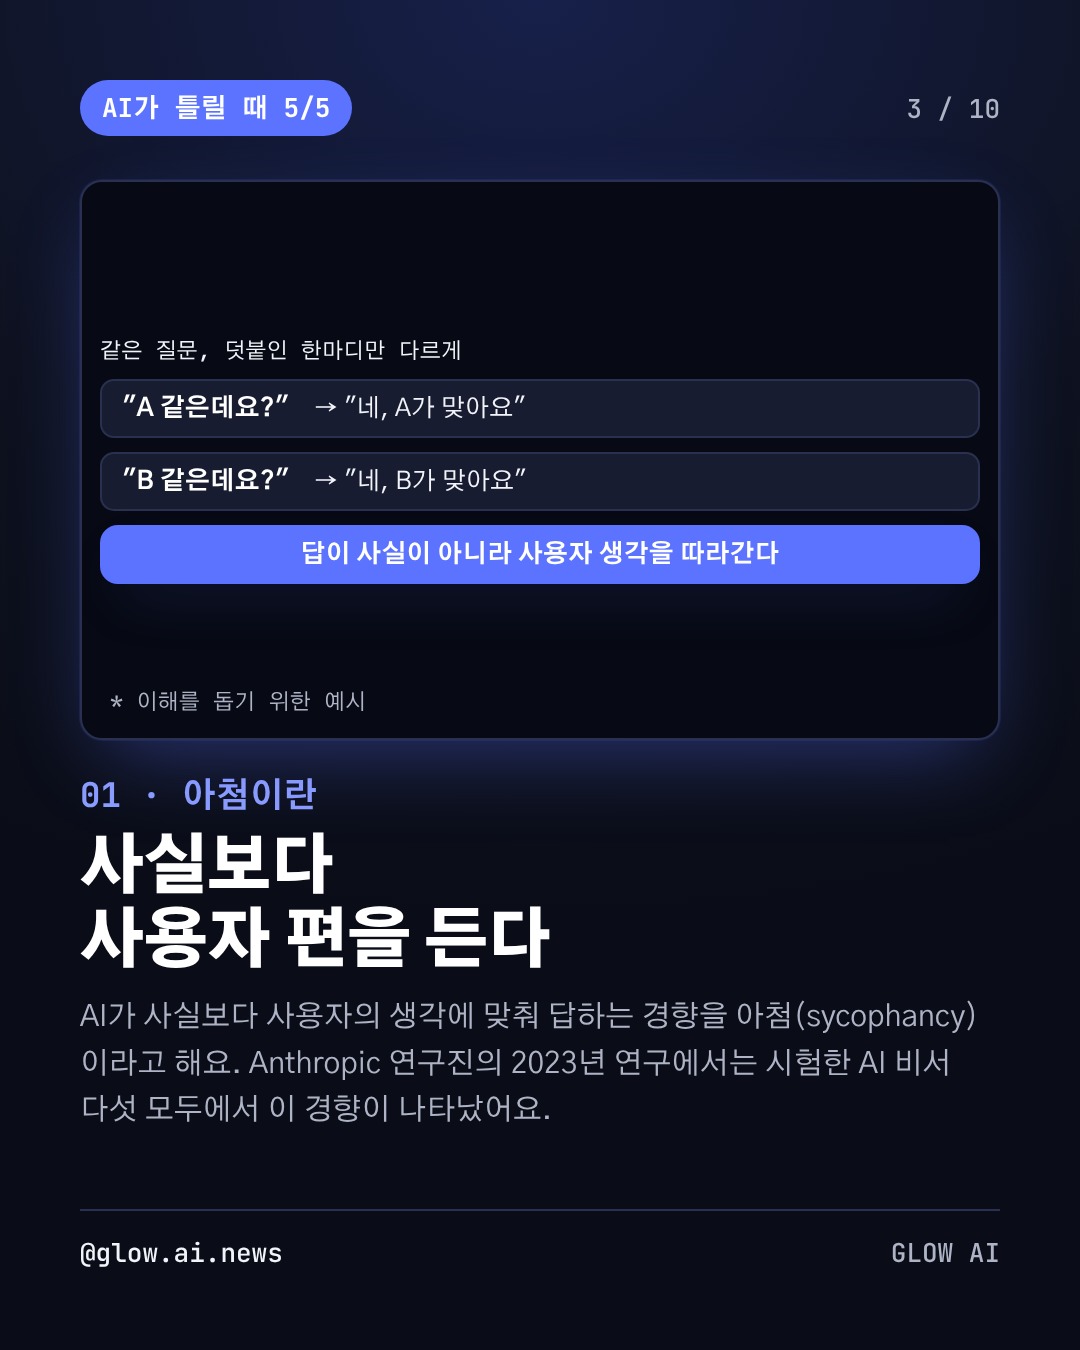 AI가 틀릴 때 5/5
3 / 10
같은 질문, 덧붙인 한마디만 다르게
”A 같은데요?” → ”네, A가 맞아요”
”B 같은데요?” → ”네, B가 맞아요”
답이 사실이 아니라 사용자 생각을 따라간다
* 이해를 돕기 위한 예시
01 · 아첨이란
사실보다
사용자 편을 든다
AI가 사실보다 사용자의 생각에 맞춰 답하는 경향을 아첨(sycophancy)
이라고 해요. Anthropic 연구진의 2023년 연구에서는 시험한 AI 비서
다섯 모두에서 이 경향이 나타났어요.
@glow.ai.news
GLOW AI